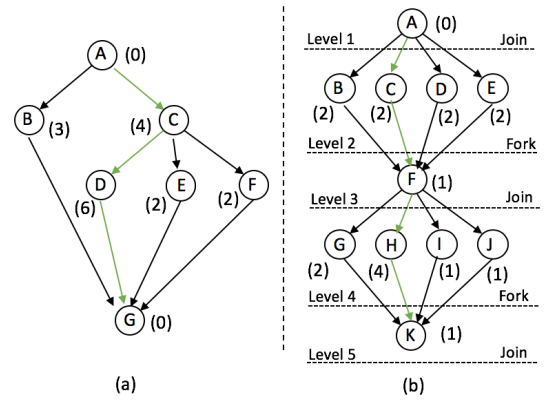 A (0)
B (3)
C (4)
D (6)
E (2)
F (2)
G (0)
(a)
A (0)
Level 1 Join
B (2)
C (2)
D (2)
E (2)
Level 2 Fork
F (1)
Level 3 Join
G (2)
H (4)
I (1)
J (1)
Level 4 Fork
K (1)
Level 5 Join
(b)